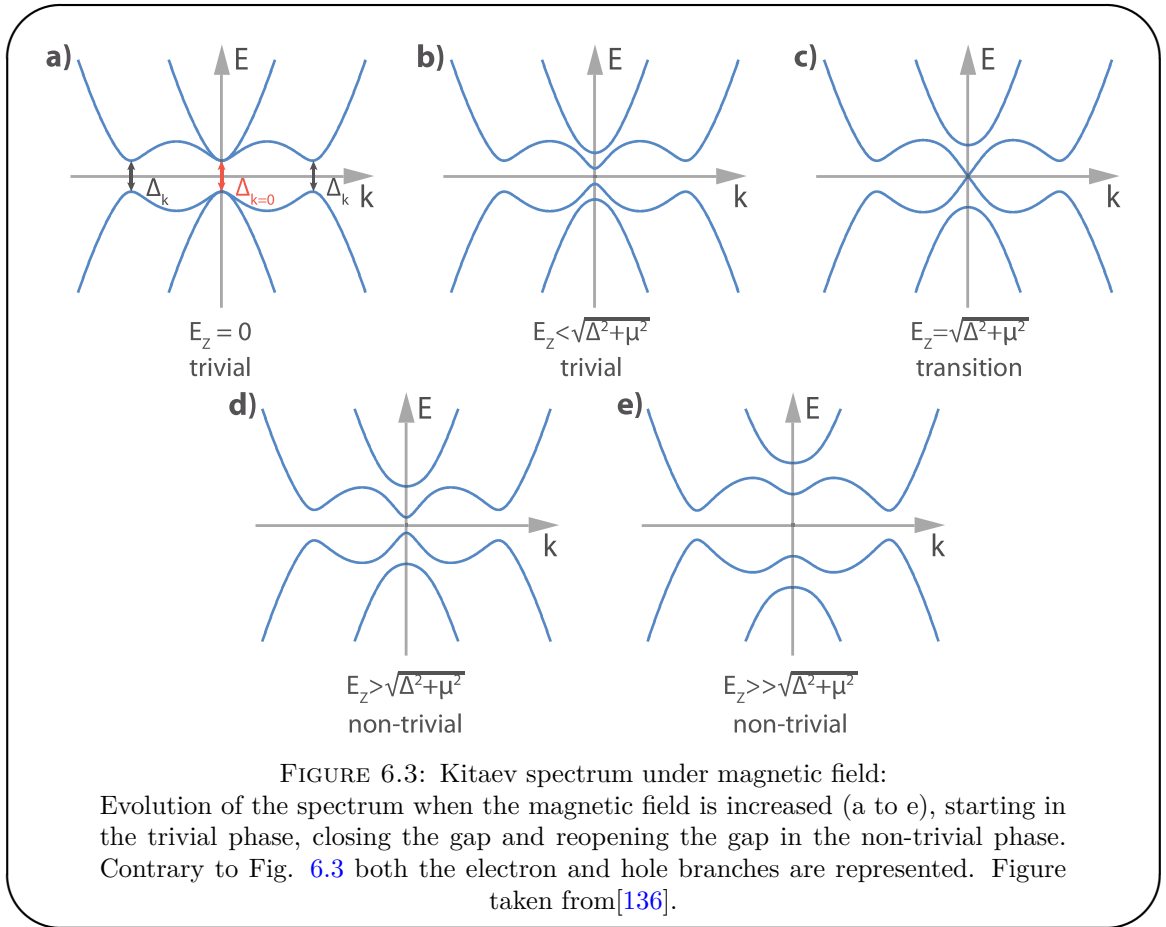 a) E b) E c) E
Δk Δk=0 Δk k k k
EZ = 0 EZ<√Δ²+µ² EZ=√Δ²+µ²
trivial trivial transition
d) E e) E
k k
EZ>√Δ²+µ² EZ>>√Δ²+µ²
non-trivial non-trivial
FIGURE 6.3: Kitaev spectrum under magnetic field:
Evolution of the spectrum when the magnetic field is increased (a to e), starting in
the trivial phase, closing the gap and reopening the gap in the non-trivial phase.
Contrary to Fig. 6.3 both the electron and hole branches are represented. Figure
taken from[136].